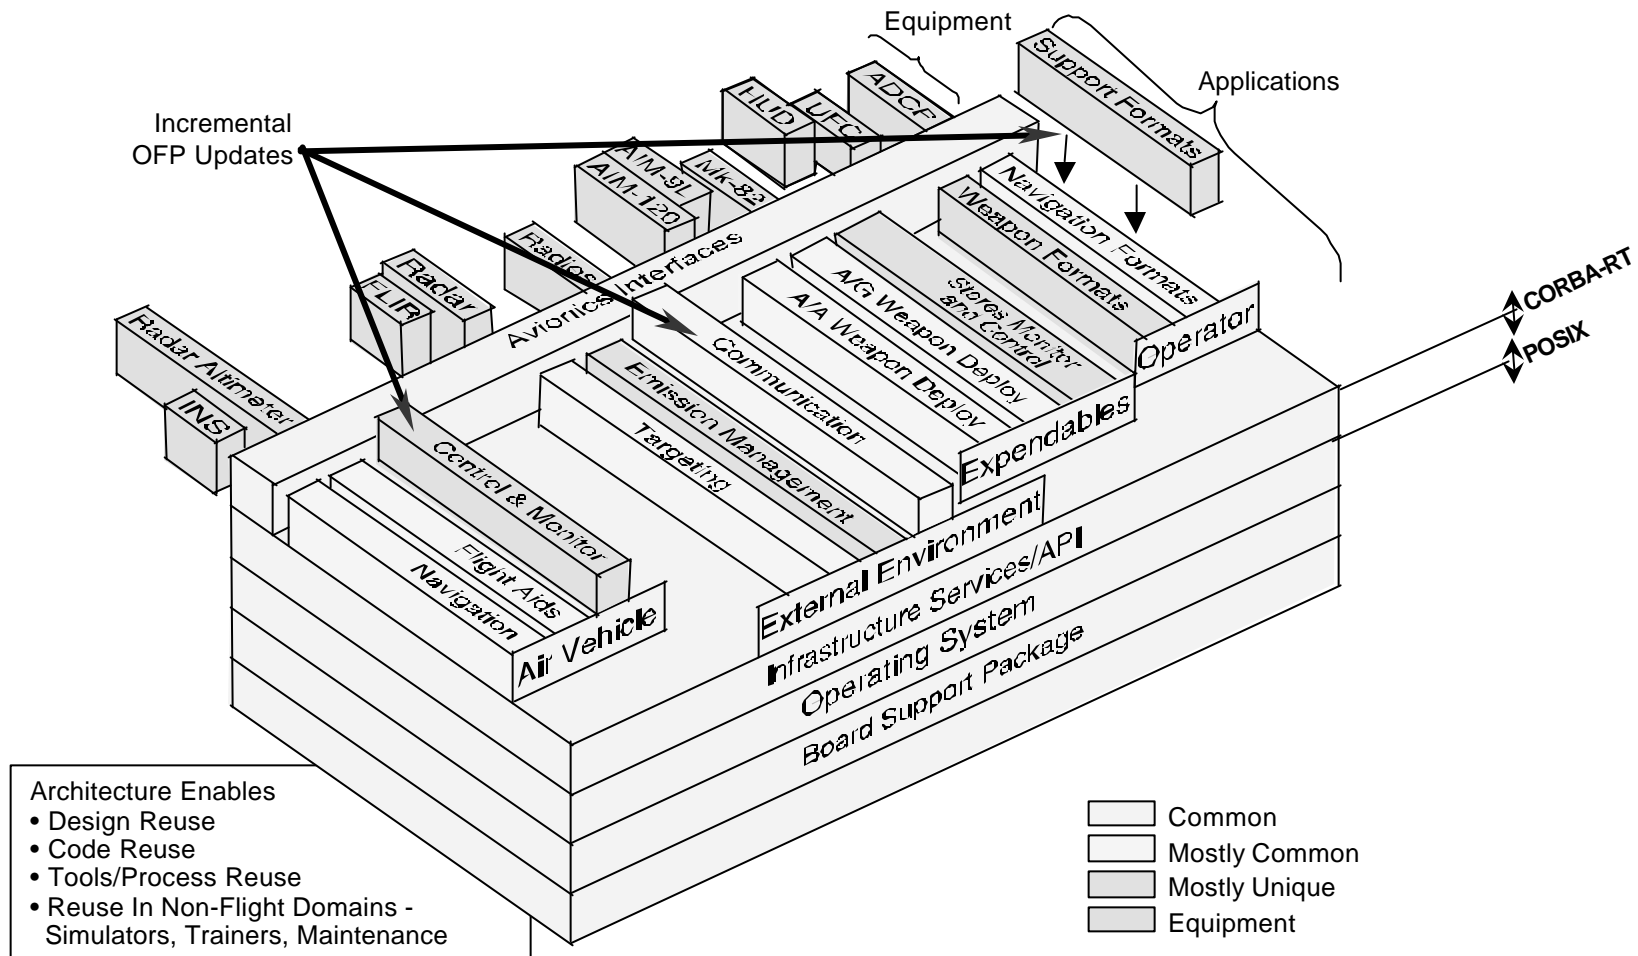 Equipment
Applications
Incremental
OFP Updates
Support Formats
ADCP
UFC
HUD
Mk-82
AIM-9L
AIM-120
Radios
Radar
FLIR
Radar Altimeter
INS
Avionics Interfaces
Navigation Formats
Weapon Formats
Operator
Stores Monitor
and Control
A/G Weapon Deploy
A/A Weapon Deploy
Expendables
Communication
Emission Management
Targeting
External Environment
Control & Monitor
Flight Aids
Navigation
Air Vehicle
Infrastructure Services/API
Operating System
Board Support Package
CORBA-RT
POSIX
Architecture Enables
• Design Reuse
• Code Reuse
• Tools/Process Reuse
• Reuse In Non-Flight Domains -
Simulators, Trainers, Maintenance
Common
Mostly Common
Mostly Unique
Equipment